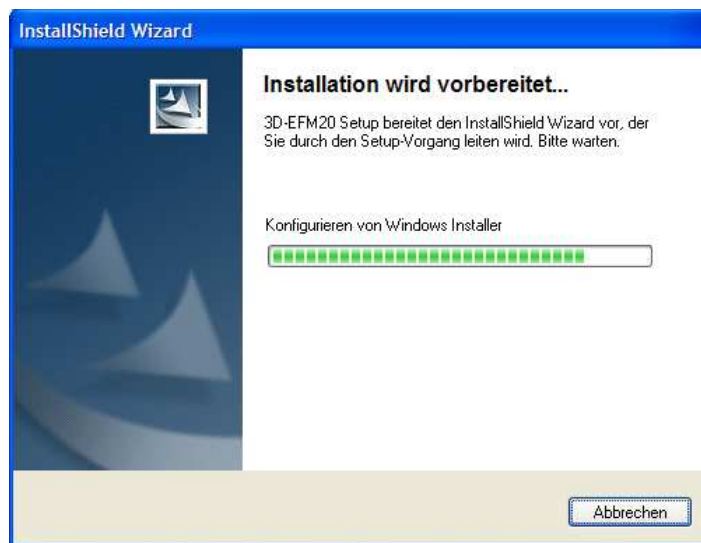 InstallShield Wizard
Installation wird vorbereitet...
3D-EFM20 Setup bereitet den InstallShield Wizard vor, der
Sie durch den Setup-Vorgang leiten wird. Bitte warten.
Konfigurieren von Windows Installer
Abbrechen